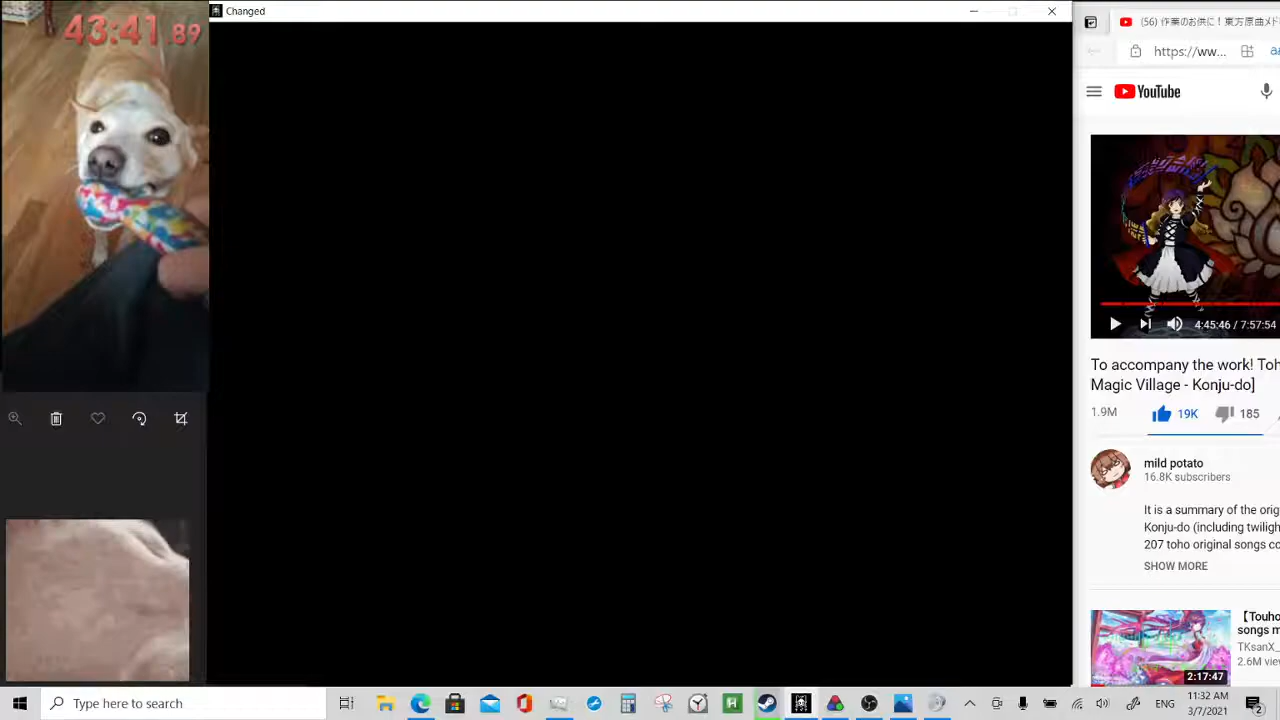 43:41.89
Changed
(56) 作業のお供に！東方原曲メド
https://ww...
YouTube
4:45:46 / 7:57:54
To accompany the work! Toh
Magic Village - Konju-do]
1.9M
19K
185
mild potato
16.8K subscribers
It is a summary of the orig
Konju-do (including twiligh
207 toho original songs co
SHOW MORE
2:17:47
【Touho
songs m
TKsanX_
2.6M view
Type here to search
11:32 AM
3/7/2021
2